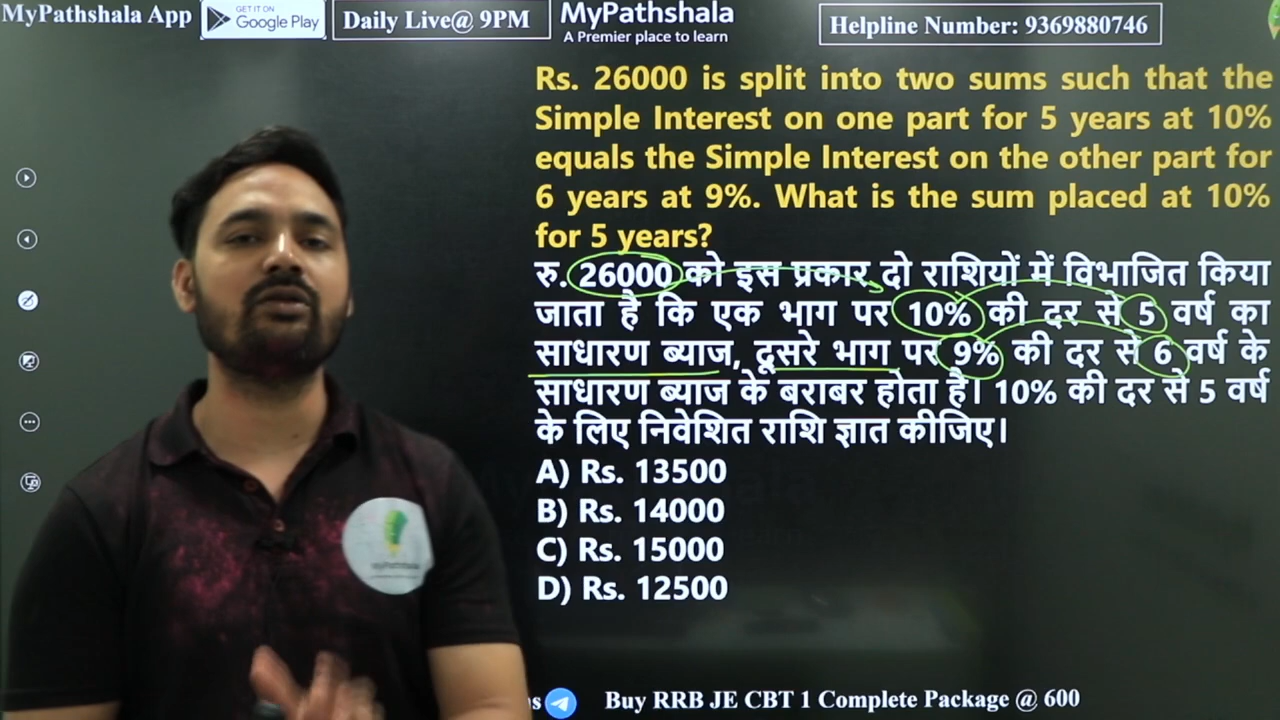 MyPathshala App
GET IT ON
Google Play
Daily Live@ 9PM
MyPathshala
A Premier place to learn
Helpline Number: 9369880746
Rs. 26000 is split into two sums such that the
Simple Interest on one part for 5 years at 10%
equals the Simple Interest on the other part for
6 years at 9%. What is the sum placed at 10%
for 5 years?
रु. 26000 को इस प्रकार दो राशियों में विभाजित किया
जाता है कि एक भाग पर 10% की दर से 5 वर्ष का
साधारण ब्याज, दूसरे भाग पर 9% की दर से 6 वर्ष के
साधारण ब्याज के बराबर होता है। 10% की दर से 5 वर्ष
के लिए निवेशित राशि ज्ञात कीजिए।
A) Rs. 13500
B) Rs. 14000
C) Rs. 15000
D) Rs. 12500
MyPathshala
Buy RRB JE CBT 1 Complete Package @ 600